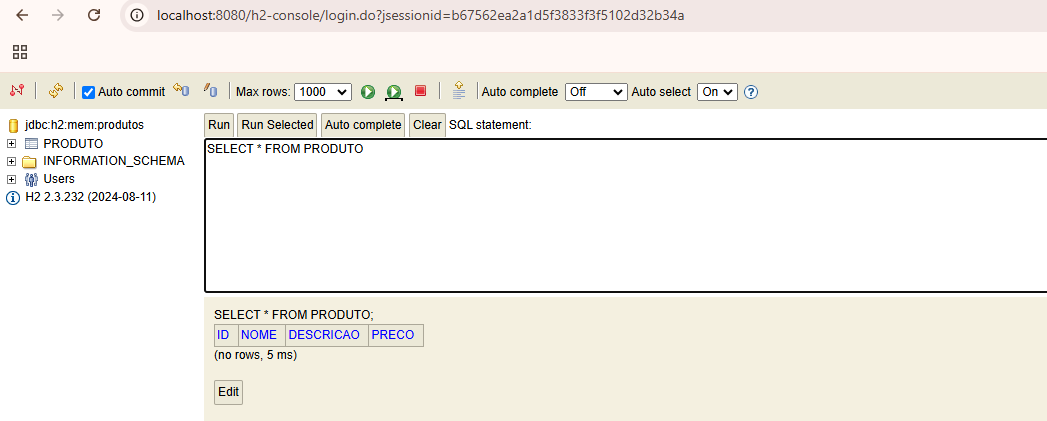 localhost:8080/h2-console/login.do?jsessionid=b67562ea2a1d5f3833f3f5102d32b34a
Auto commit Max rows: 1000 Auto complete Off Auto select On
jdbc:h2:mem:produtos
PRODUTO
INFORMATION_SCHEMA
Users
H2 2.3.232 (2024-08-11)
Run Run Selected Auto complete Clear SQL statement:
SELECT * FROM PRODUTO
SELECT * FROM PRODUTO;
ID NOME DESCRICAO PRECO
(no rows, 5 ms)
Edit